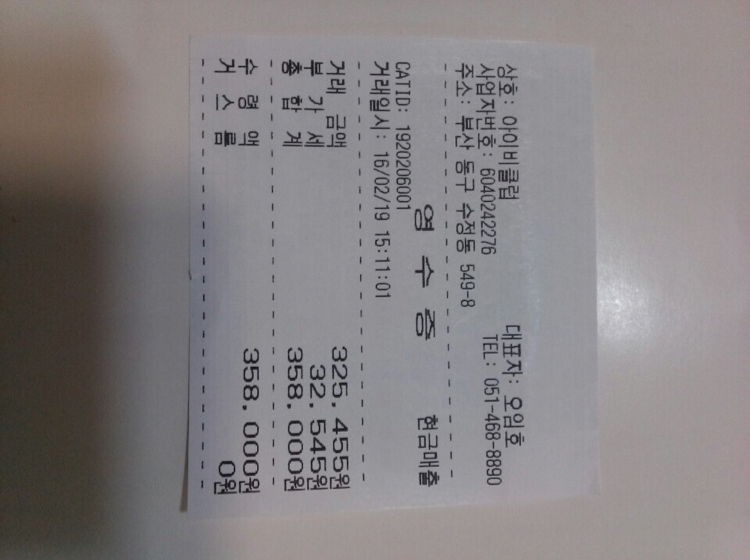 상호: 아이비클럽 대표자: 오임호
사업자번호: 6040242276 TEL: 051-468-8890
주소: 부산 동구 수정동 549-8
영 수 증 현금매출
CATID: 1920206001
거래일시: 16/02/19 15:11:01
거래 금액 325,455원
부 가 세 32,545원
총 합 계 358,000원
수 령 액 358,000원
거 스 름 0원